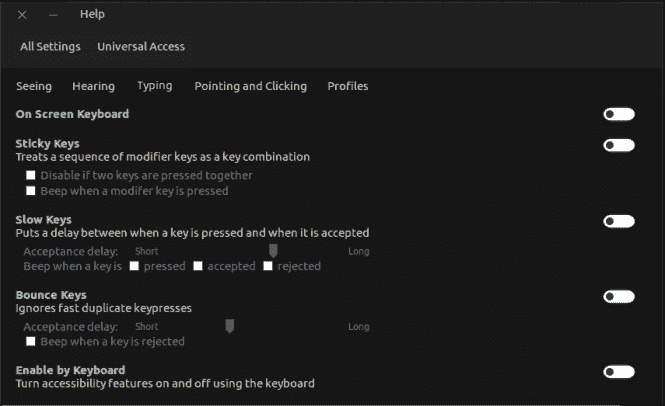 Help
All Settings Universal Access
Seeing Hearing Typing Pointing and Clicking Profiles
On Screen Keyboard
Sticky Keys
Treats a sequence of modifier keys as a key combination
Disable if two keys are pressed together
Beep when a modifer key is pressed
Slow Keys
Puts a delay between when a key is pressed and when it is accepted
Acceptance delay: Short Long
Beep when a key is pressed accepted rejected
Bounce Keys
Ignores fast duplicate keypresses
Acceptance delay: Short Long
Beep when a key is rejected
Enable by Keyboard
Turn accessibility features on and off using the keyboard